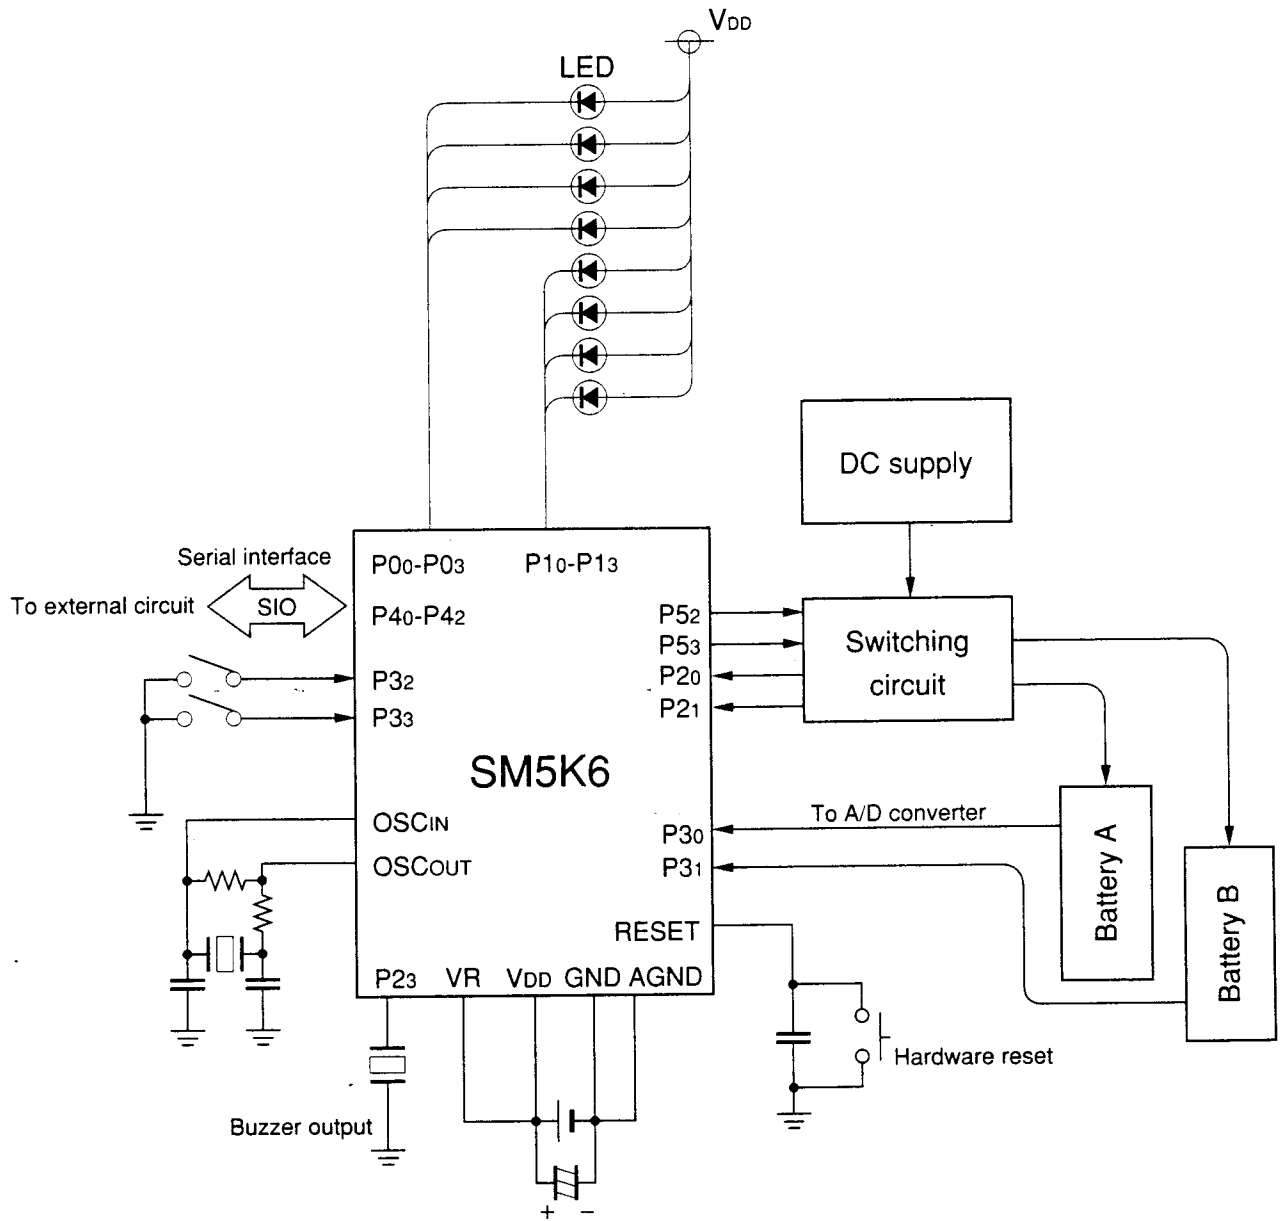 VDD
LED
DC supply
Serial interface
P00-P03
P10-P13
To external circuit
SIO
P40-P42
P52
P53
P20
P21
Switching
circuit
P32
P33
SM5K6
OSCIN
OSCOUT
To A/D converter
P30
P31
Battery A
Battery B
RESET
P23
VR
VDD
GND
AGND
Hardware reset
Buzzer output
+
−